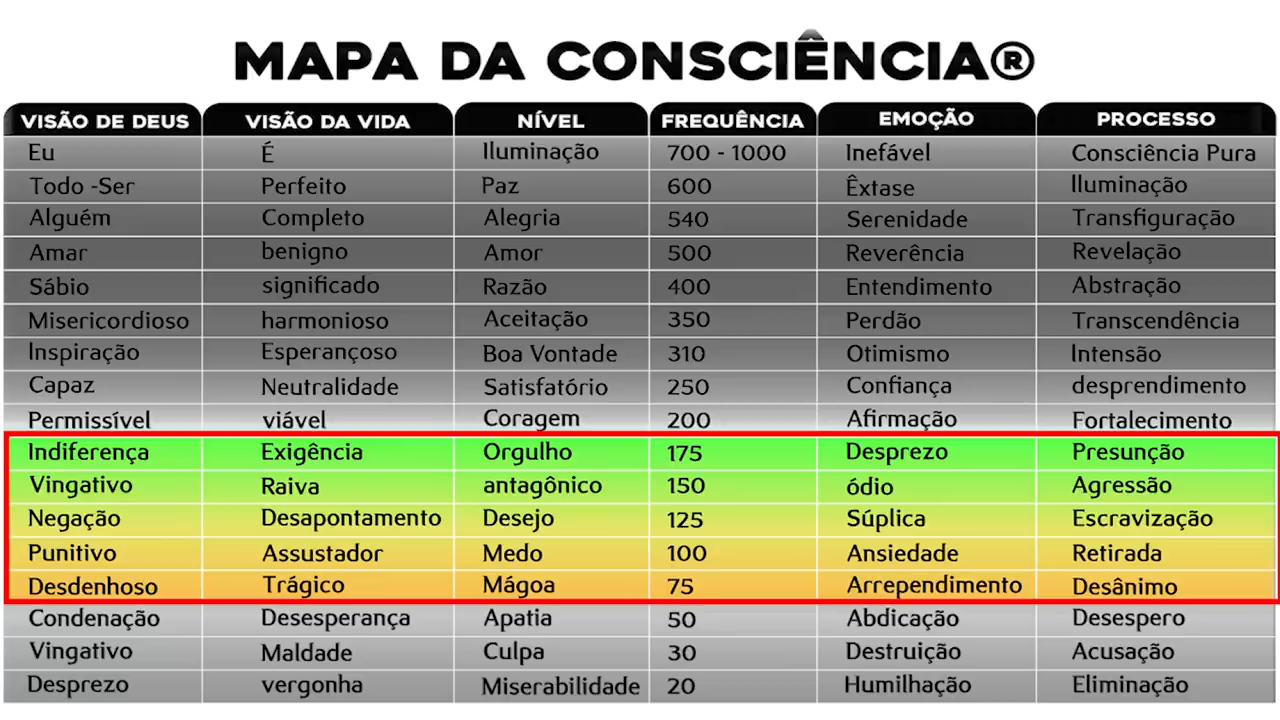 MAPA DA CONSCIÊNCIA®
VISÃO DE DEUS VISÃO DA VIDA NÍVEL FREQUÊNCIA EMOÇÃO PROCESSO
Eu É Iluminação 700 - 1000 Inefável Consciência Pura
Todo -Ser Perfeito Paz 600 Êxtase Iluminação
Alguém Completo Alegria 540 Serenidade Transfiguração
Amar benigno Amor 500 Reverência Revelação
Sábio significado Razão 400 Entendimento Abstração
Misericordioso harmonioso Aceitação 350 Perdão Transcendência
Inspiração Esperançoso Boa Vontade 310 Otimismo Intensão
Capaz Neutralidade Satisfatório 250 Confiança desprendimento
Permissível viável Coragem 200 Afirmação Fortalecimento
Indiferença Exigência Orgulho 175 Desprezo Presunção
Vingativo Raiva antagônico 150 ódio Agressão
Negação Desapontamento Desejo 125 Súplica Escravização
Punitivo Assustador Medo 100 Ansiedade Retirada
Desdenhoso Trágico Mágoa 75 Arrependimento Desânimo
Condenação Desesperança Apatia 50 Abdicação Desespero
Vingativo Maldade Culpa 30 Destruição Acusação
Desprezo vergonha Miserabilidade 20 Humilhação Eliminação